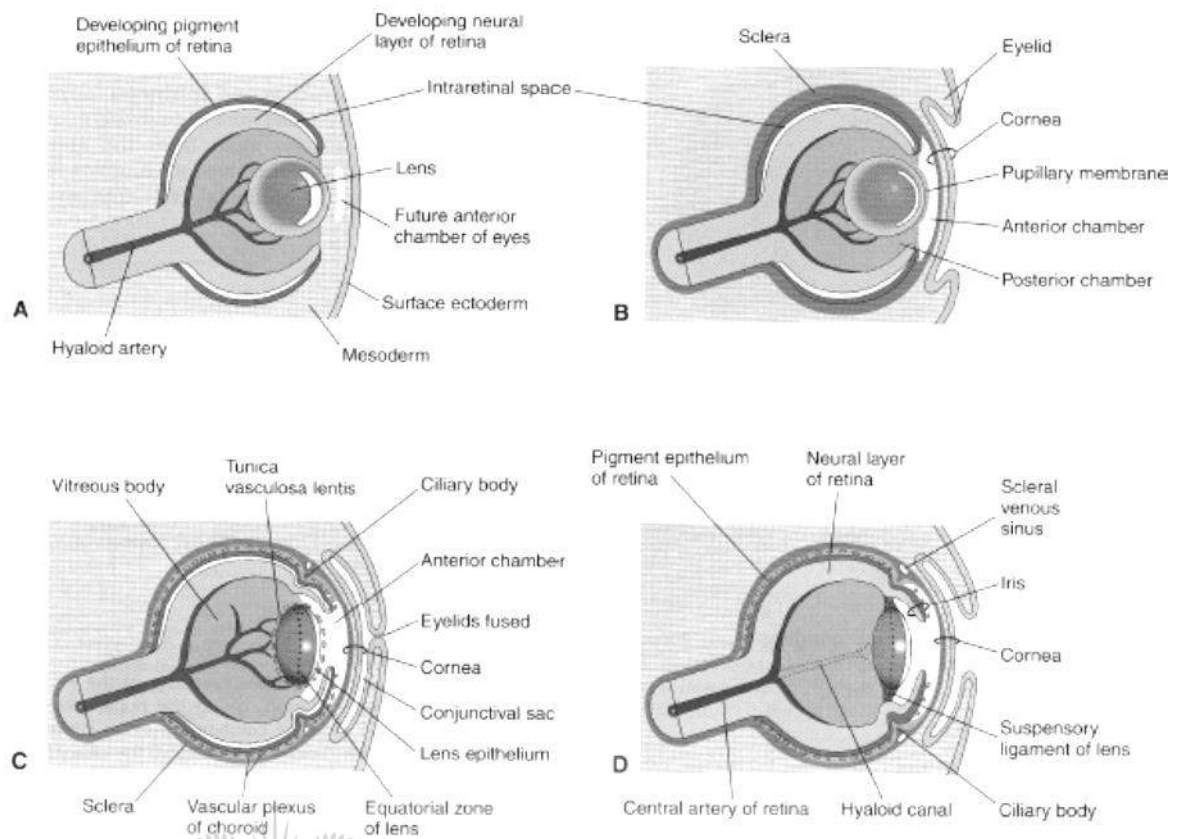 Developing pigment
epithelium of retina
Developing neural
layer of retina
Intraretinal space
Lens
Future anterior
chamber of eyes
Surface ectoderm
Mesoderm
Hyaloid artery
A
Sclera
Eyelid
Cornea
Pupillary membrane
Anterior chamber
Posterior chamber
B
Vitreous body
Tunica
vasculosa lentis
Ciliary body
Anterior chamber
Eyelids fused
Cornea
Conjunctival sac
Lens epithelium
Equatorial zone
of lens
Vascular plexus
of choroid
Sclera
C
Pigment epithelium
of retina
Neural layer
of retina
Scleral
venous
sinus
Iris
Cornea
Suspensory
ligament of lens
Ciliary body
Hyaloid canal
Central artery of retina
D